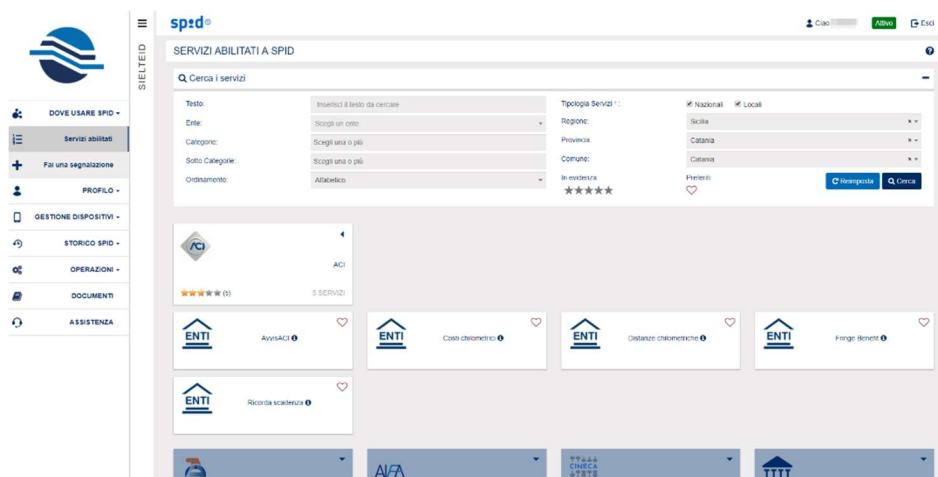 spid
Ciao
Attivo
Esci
SIELTEID
SERVIZI ABILITATI A SPID
Cerca i servizi
DOVE USARE SPID
Servizi abilitati
Fai una segnalazione
PROFILO
GESTIONE DISPOSITIVI
STORICO SPID
OPERAZIONI
DOCUMENTI
ASSISTENZA
Testo: Inserisci il testo da cercare
Ente: Scegli un ente
Categorie: Scegli una o più
Sotto Categorie: Scegli una o più
Ordinamento: Alfabetico
Tipologia Servizi * : Nazionali Locali
Regione: Sicilia
Provincia: Catania
Comune: Catania
In evidenza: Preferiti:
Reimposta Cerca
ACI
ACI
(5) 5 SERVIZI
ENTI AvvisACI
ENTI Costi chilometrici
ENTI Distanze chilometriche
ENTI Fringe Benefit
ENTI Ricorda scadenza
CINECA